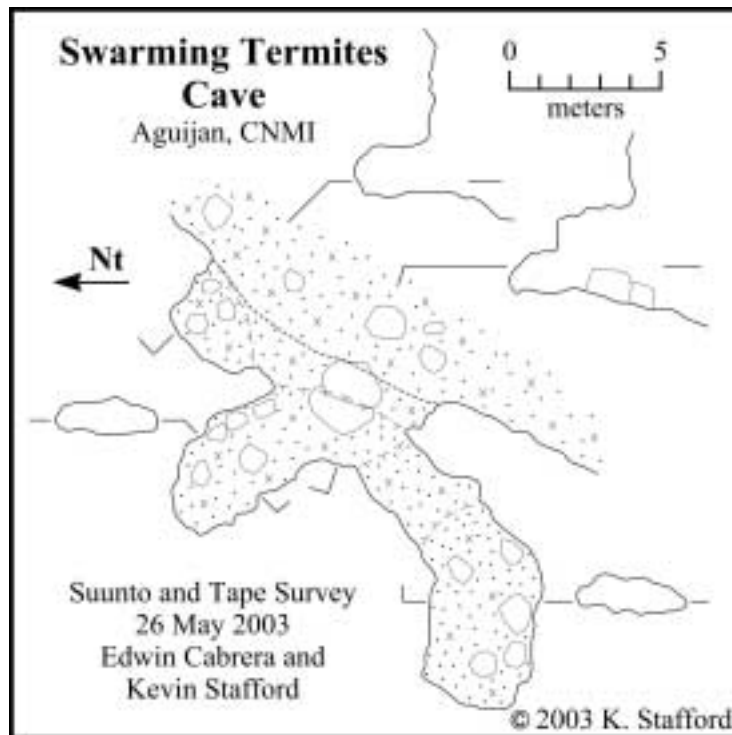 Swarming Termites
Cave
Aguijan, CNMI
0 5
meters
Nt
Suunto and Tape Survey
26 May 2003
Edwin Cabrera and
Kevin Stafford
© 2003 K. Stafford